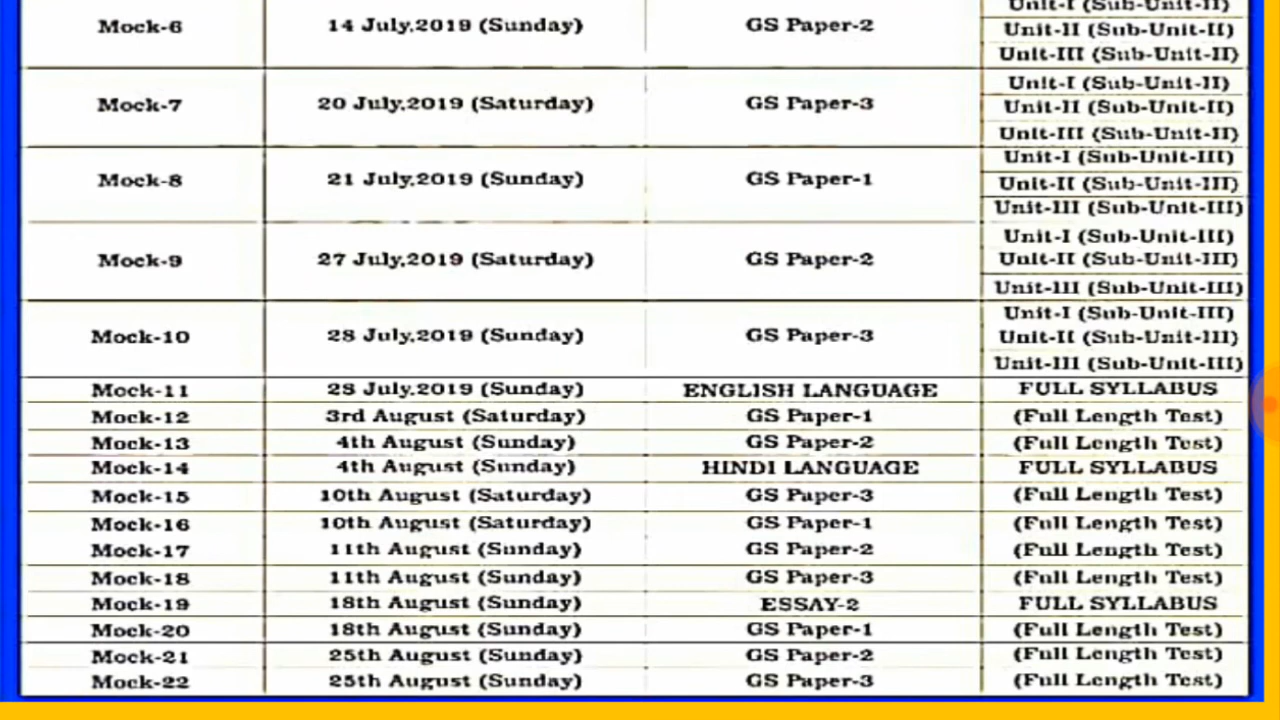 Unit-I (Sub-Unit-II)
Mock-6 14 July,2019 (Sunday) GS Paper-2 Unit-II (Sub-Unit-II)
Unit-III (Sub-Unit-II)
Unit-I (Sub-Unit-II)
Mock-7 20 July,2019 (Saturday) GS Paper-3 Unit-II (Sub-Unit-II)
Unit-III (Sub-Unit-II)
Unit-I (Sub-Unit-III)
Mock-8 21 July,2019 (Sunday) GS Paper-1 Unit-II (Sub-Unit-III)
Unit-III (Sub-Unit-III)
Unit-I (Sub-Unit-III)
Mock-9 27 July,2019 (Saturday) GS Paper-2 Unit-II (Sub-Unit-III)
Unit-III (Sub-Unit-III)
Unit-I (Sub-Unit-III)
Mock-10 28 July,2019 (Sunday) GS Paper-3 Unit-II (Sub-Unit-III)
Unit-III (Sub-Unit-III)
Mock-11 28 July,2019 (Sunday) ENGLISH LANGUAGE FULL SYLLABUS
Mock-12 3rd August (Saturday) GS Paper-1 (Full Length Test)
Mock-13 4th August (Sunday) GS Paper-2 (Full Length Test)
Mock-14 4th August (Sunday) HINDI LANGUAGE FULL SYLLABUS
Mock-15 10th August (Saturday) GS Paper-3 (Full Length Test)
Mock-16 10th August (Saturday) GS Paper-1 (Full Length Test)
Mock-17 11th August (Sunday) GS Paper-2 (Full Length Test)
Mock-18 11th August (Sunday) GS Paper-3 (Full Length Test)
Mock-19 18th August (Sunday) ESSAY-2 FULL SYLLABUS
Mock-20 18th August (Sunday) GS Paper-1 (Full Length Test)
Mock-21 25th August (Sunday) GS Paper-2 (Full Length Test)
Mock-22 25th August (Sunday) GS Paper-3 (Full Length Test)